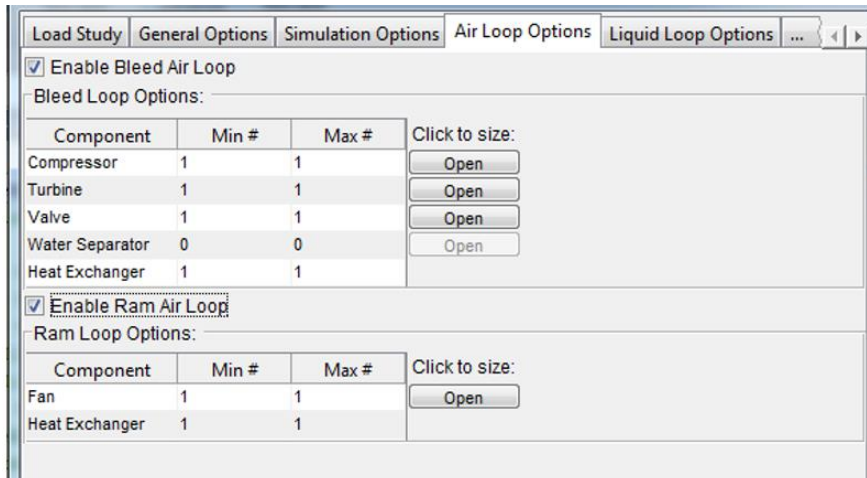 Load Study General Options Simulation Options Air Loop Options Liquid Loop Options ...
Enable Bleed Air Loop
Bleed Loop Options:
Component Min # Max # Click to size:
Compressor 1 1 Open
Turbine 1 1 Open
Valve 1 1 Open
Water Separator 0 0 Open
Heat Exchanger 1 1
Enable Ram Air Loop
Ram Loop Options:
Component Min # Max # Click to size:
Fan 1 1 Open
Heat Exchanger 1 1